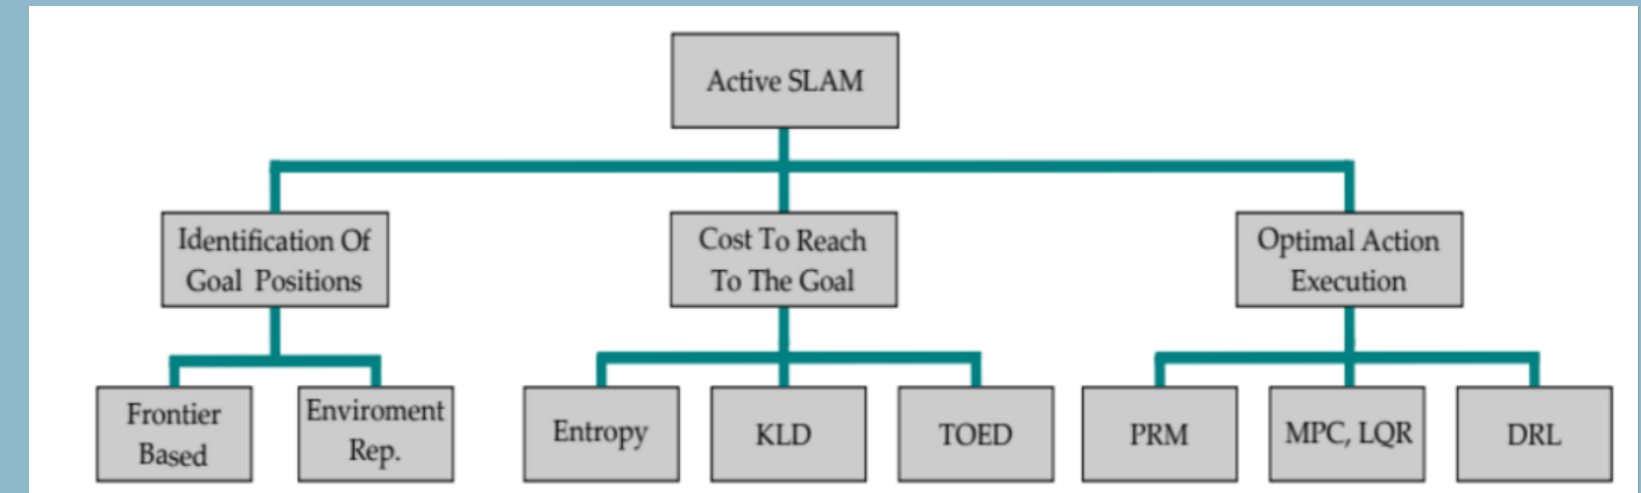 Active SLAM
Identification Of
Goal Positions
Cost To Reach
To The Goal
Optimal Action
Execution
Frontier
Based
Enviroment
Rep.
Entropy
KLD
TOED
PRM
MPC, LQR
DRL